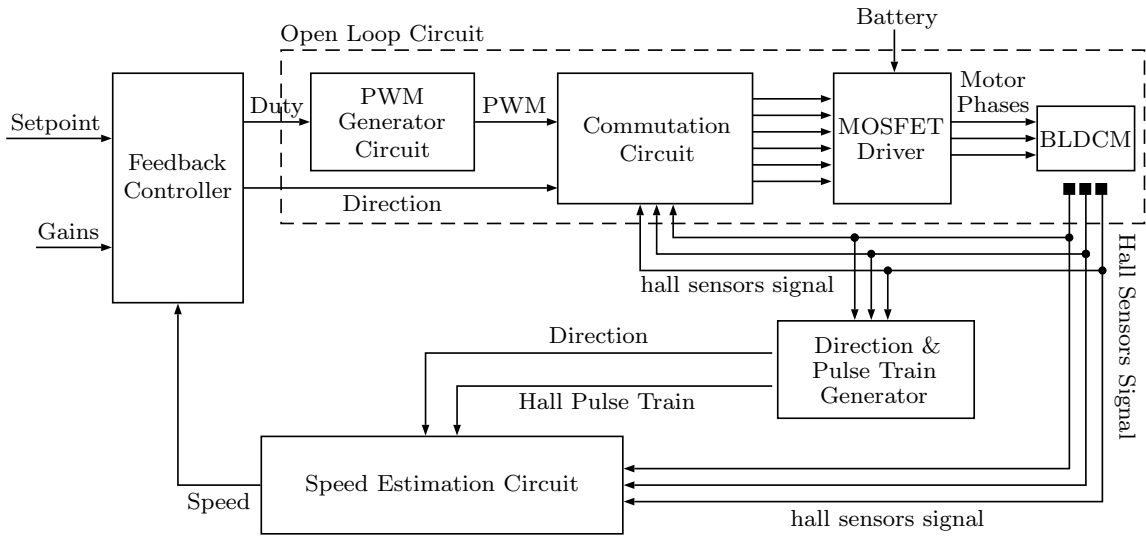 Battery
Open Loop Circuit
Setpoint
Gains
Feedback
Controller
Duty
PWM
Generator
Circuit
PWM
Direction
Commutation
Circuit
MOSFET
Driver
Motor
Phases
BLDCM
hall sensors signal
Hall Sensors Signal
Direction
Hall Pulse Train
Direction &
Pulse Train
Generator
Speed
Speed Estimation Circuit
hall sensors signal